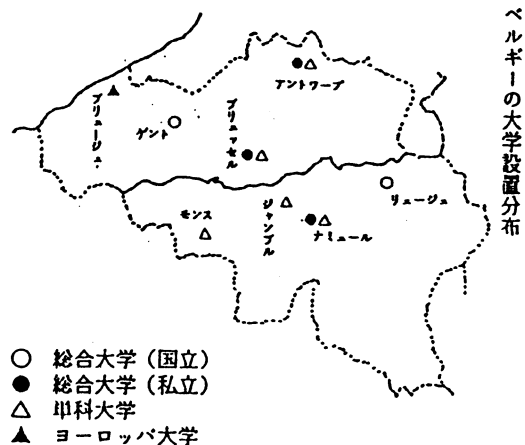 ベルギーの大学設置分布
アントワープ
ブリュージュ
ゲント
ブリュッセル
リエージュ
ジャンブル
モンス
ナミュール
○ 総合大学(国立)
● 総合大学(私立)
△ 単科大学
▲ ヨーロッパ大学